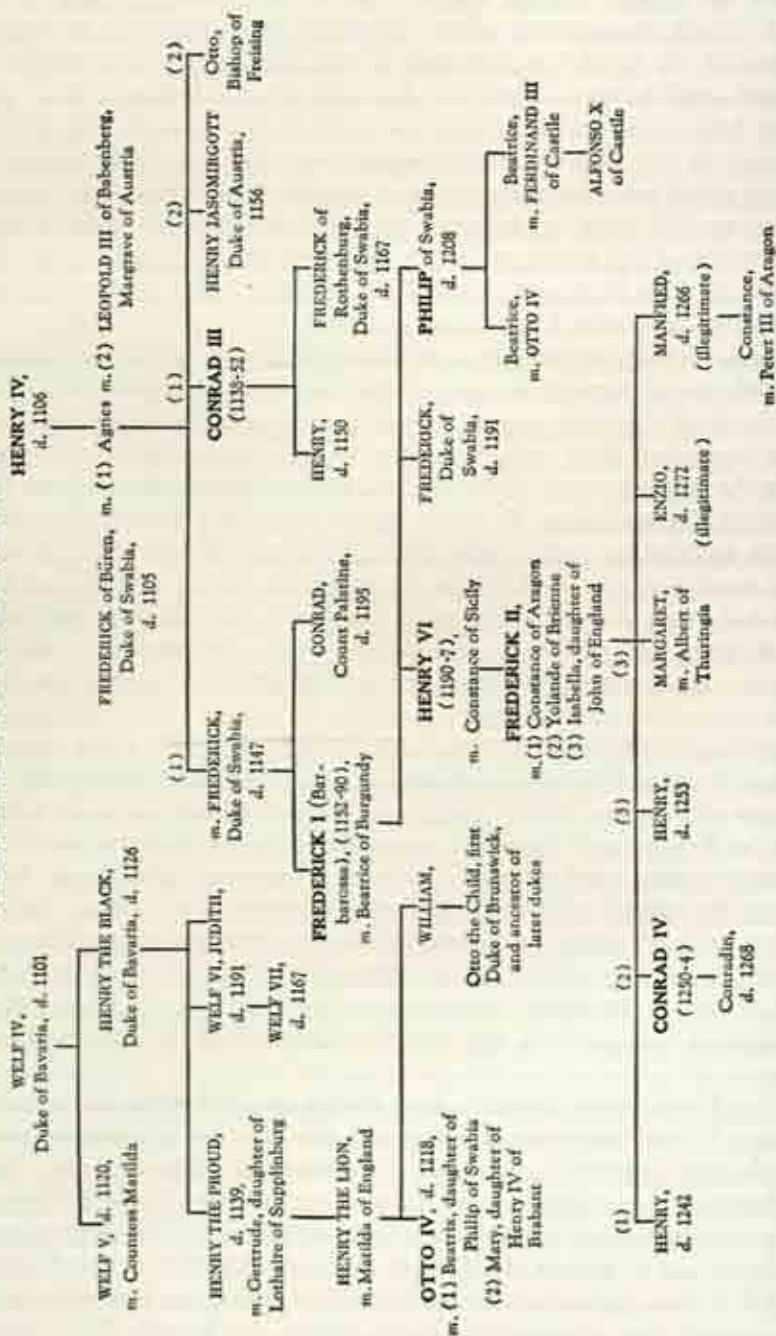 WELF IV,
Duke of Bavaria, d. 1101
HENRY IV,
d. 1106
WELF V, d. 1120,
m. Countess Matilda
HENRY THE BLACK,
Duke of Bavaria, d. 1126
FREDERICK of Büren,
Duke of Swabia,
d. 1105
m. (1) Agnes m. (2) LEOPOLD III of Babenberg,
Margrave of Austria
HENRY THE PROUD,
d. 1139,
m. Gertrude, daughter of
Lothaire of Supplinburg
WELF VI,
d. 1191
JUDITH,
(1)
m. FREDERICK,
Duke of Swabia,
d. 1147
(1)
CONRAD III
(1138-52)
(2)
HENRY JASOMIRGOTT
Duke of Austria,
1156
(2)
Otto,
Bishop of
Freising
WELF VII,
d. 1167
HENRY THE LION,
m. Matilda of England
FREDERICK I (Bar-
barossa), (1152-90),
m. Beatrice of Burgundy
CONRAD,
Count Palatine,
d. 1195
HENRY,
d. 1150
FREDERICK of
Rothenburg,
Duke of Swabia,
d. 1167
OTTO IV, d. 1218,
m. (1) Beatrix, daughter of
Philip of Swabia
(2) Mary, daughter of
Henry IV of
Brabant
WILLIAM,
Otto the Child, first
Duke of Brunswick,
and ancestor of
later dukes
HENRY VI
(1190-7),
m. Constance of Sicily
FREDERICK,
Duke of
Swabia,
d. 1191
PHILIP of Swabia,
d. 1208
FREDERICK II,
m. (1) Constance of Aragon
(2) Yolande of Brienne
(3) Isabella, daughter of
John of England
Beatrice,
m. OTTO IV
Beatrice,
m. FERDINAND III
of Castile
ALFONSO X
of Castile
(1)
HENRY,
d. 1242
(2)
CONRAD IV
(1250-4)
Conradin,
d. 1268
(3)
HENRY,
d. 1253
(3)
MARGARET,
m. Albert of
Thuringia
ENZIO,
d. 1272
(illegitimate)
MANFRED,
d. 1266
(illegitimate)
Constance,
m. Peter III of Aragon